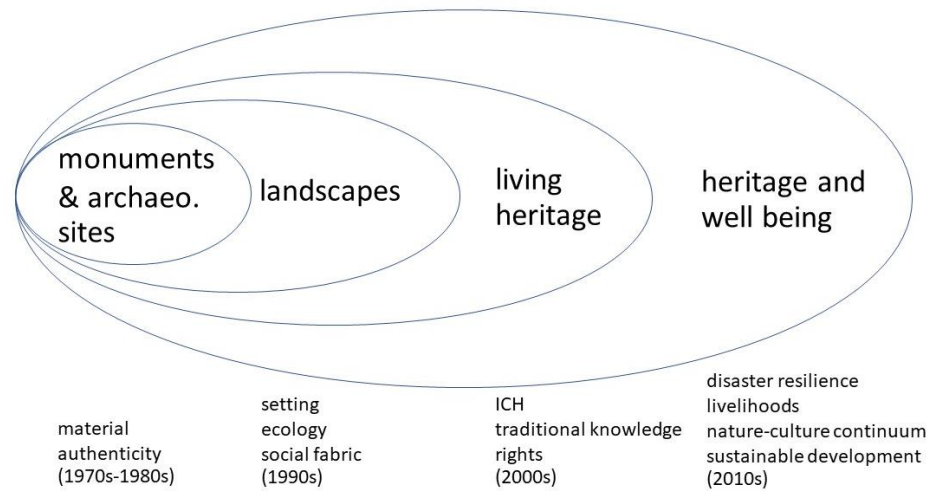 monuments
& archaeo.
sites
landscapes
living
heritage
heritage and
well being
material
authenticity
(1970s-1980s)
setting
ecology
social fabric
(1990s)
ICH
traditional knowledge
rights
(2000s)
disaster resilience
livelihoods
nature-culture continuum
sustainable development
(2010s)